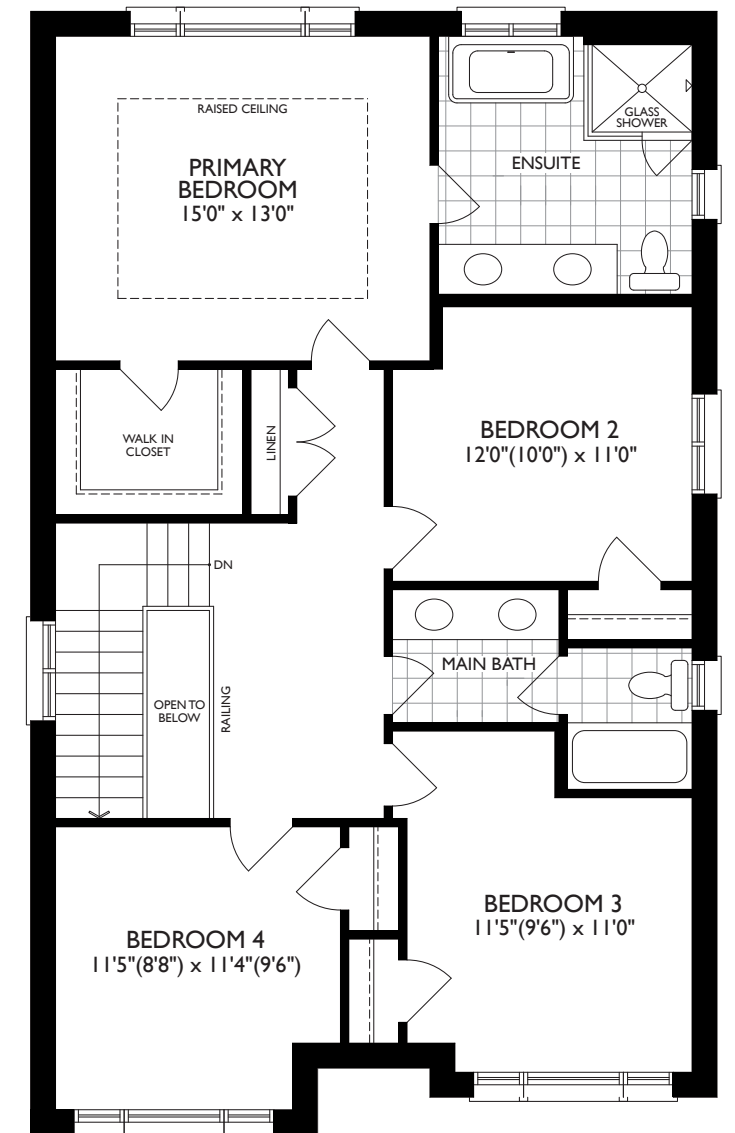 RAISED CEILING
PRIMARY
BEDROOM
15'0" x 13'0"
GLASS
SHOWER
ENSUITE
WALK IN
CLOSET
LINEN
BEDROOM 2
12'0"(10'0") x 11'0"
DN
MAIN BATH
OPEN TO
BELOW
RAILING
BEDROOM 3
11'5"(9'6") x 11'0"
BEDROOM 4
11'5"(8'8") x 11'4"(9'6")